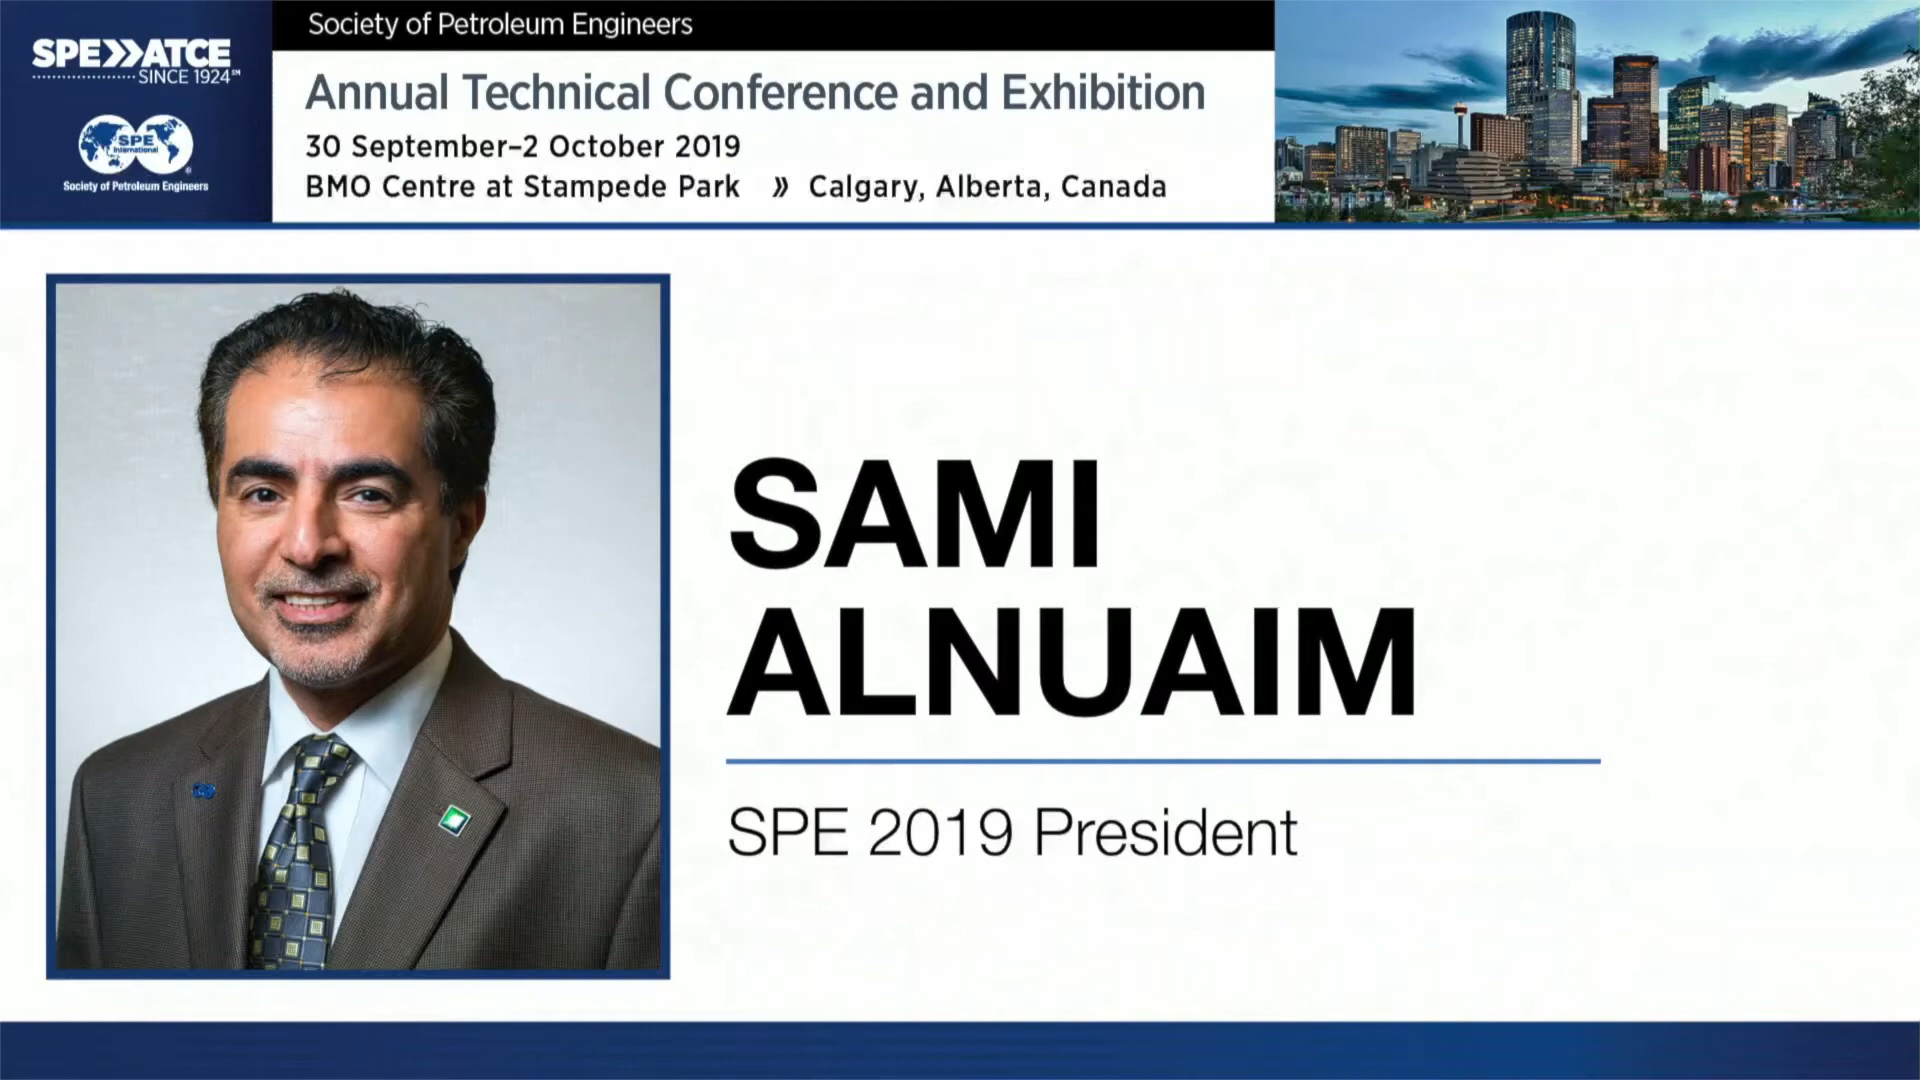 SPE»ATCE
SINCE 1924℠
SPE
International
®
Society of Petroleum Engineers
Society of Petroleum Engineers
Annual Technical Conference and Exhibition
30 September–2 October 2019
BMO Centre at Stampede Park » Calgary, Alberta, Canada
SAMI
ALNUAIM
SPE 2019 President